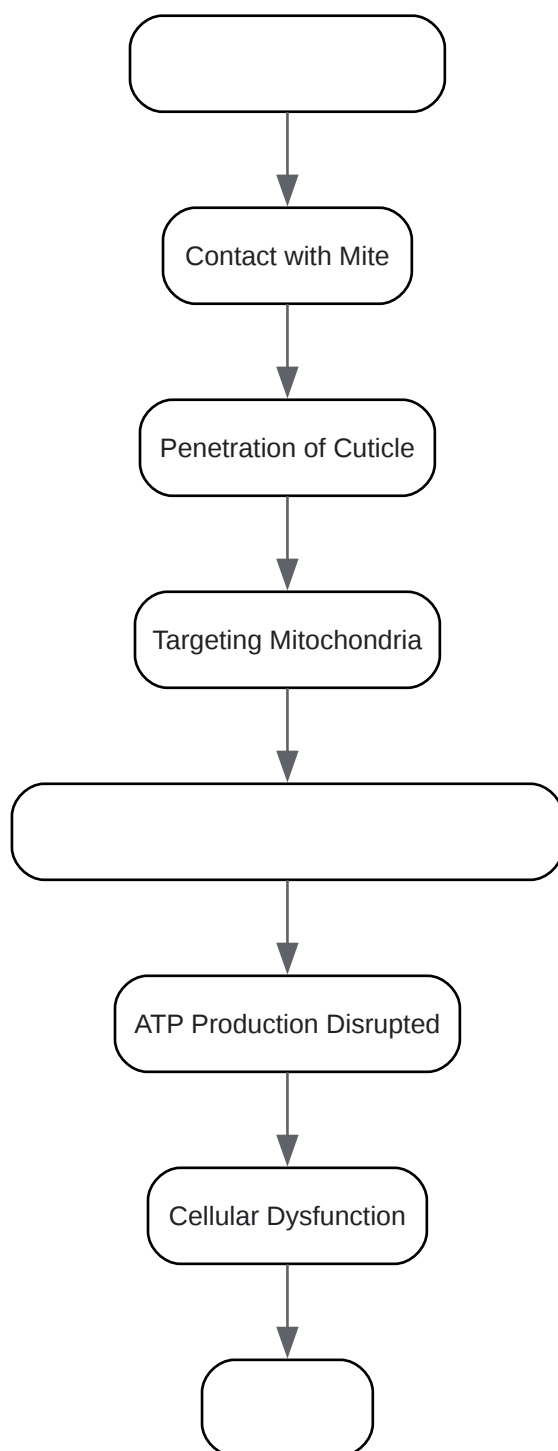 Contact with Mite
Penetration of Cuticle
Targeting Mitochondria
ATP Production Disrupted
Cellular Dysfunction